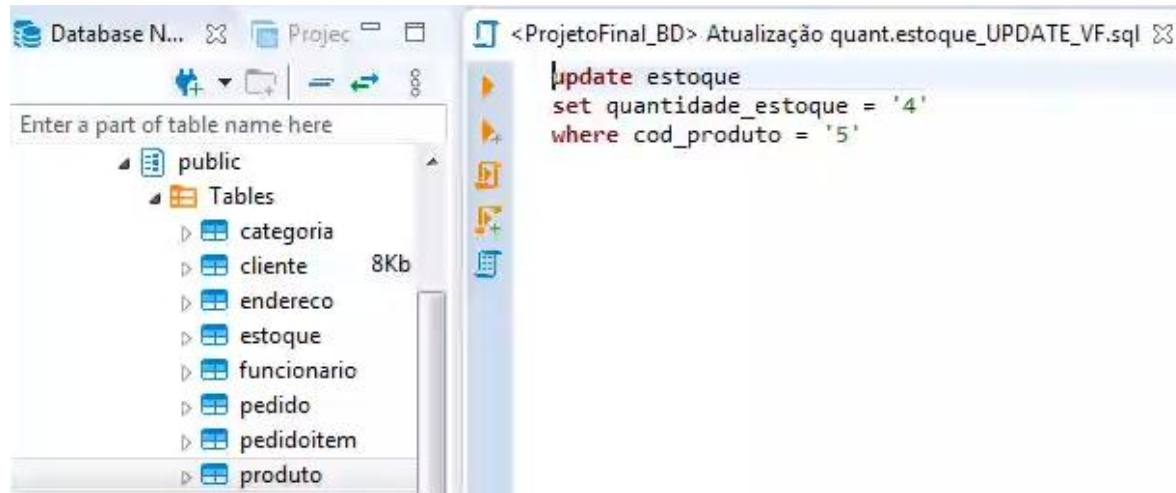 Database N...
Projec
Enter a part of table name here
public
Tables
categoria
cliente 8Kb
endereco
estoque
funcionario
pedido
pedidoitem
produto
<ProjetoFinal_BD> Atualização quant.estoque_UPDATE_VF.sql
update estoque
set quantidade_estoque = '4'
where cod_produto = '5'